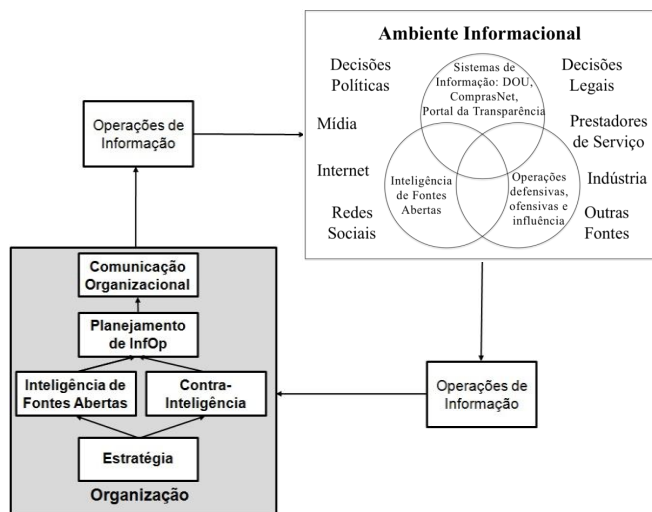 Ambiente Informacional
Decisões
Políticas
Mídia
Internet
Redes
Sociais
Sistemas de
Informação: DOU,
ComprasNet,
Portal da Transparência
Inteligência
de Fontes
Abertas
Operações
defensivas,
ofensivas e
influência
Decisões
Legais
Prestadores
de Serviço
Indústria
Outras
Fontes
Operações de
Informação
Comunicação
Organizacional
Planejamento
de InfOp
Inteligência de
Fontes Abertas
Contra-
Inteligência
Estratégia
Organização
Operações de
Informação